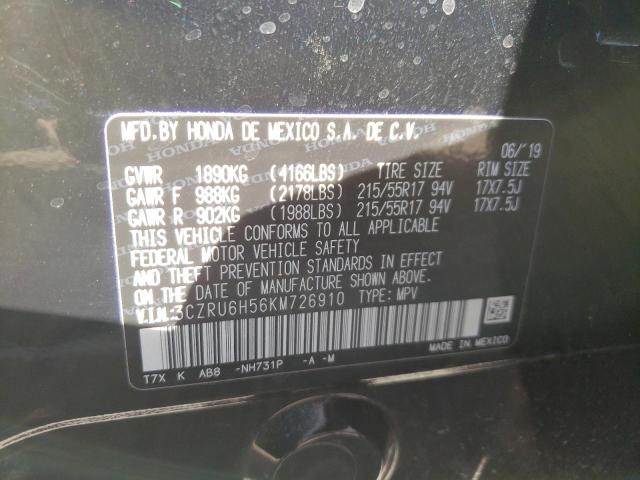 MFD.BY HONDA DE MEXICO S.A. DE C.V.
06/'19
GVWR 1890KG (4166LBS) TIRE SIZE RIM SIZE
GAWR F 988KG (2178LBS) 215/55R17 94V 17X7.5J
GAWR R 902KG (1988LBS) 215/55R17 94V 17X7.5J
THIS VEHICLE CONFORMS TO ALL APPLICABLE
FEDERAL MOTOR VEHICLE SAFETY
AND THEFT PREVENTION STANDARDS IN EFFECT
ON THE DATE OF MANUFACTURE SHOWN ABOVE.
V.I.N.:3CZRU6H56KM726910 TYPE: MPV
MADE IN MEXICO
T7X K AB8 -NH731P -A -M